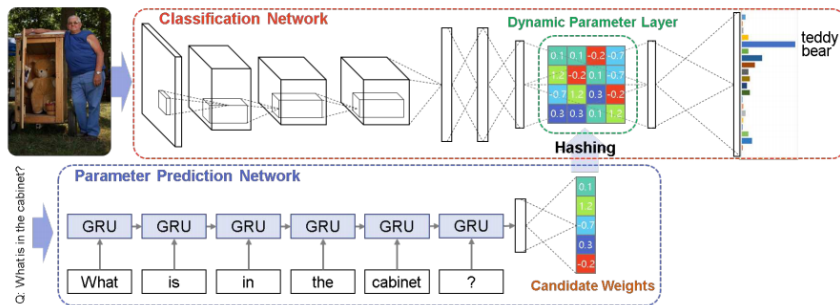 Classification Network
Dynamic Parameter Layer
0.1 0.1 -0.2 -0.7
1.2 -0.2 0.1 -0.7
-0.7 1.2 0.3 -0.2
0.3 0.3 0.1 1.2
teddy
bear
Hashing
Parameter Prediction Network
Q: What is in the cabinet?
GRU GRU GRU GRU GRU GRU
What is in the cabinet ?
0.1
1.2
-0.7
0.3
-0.2
Candidate Weights